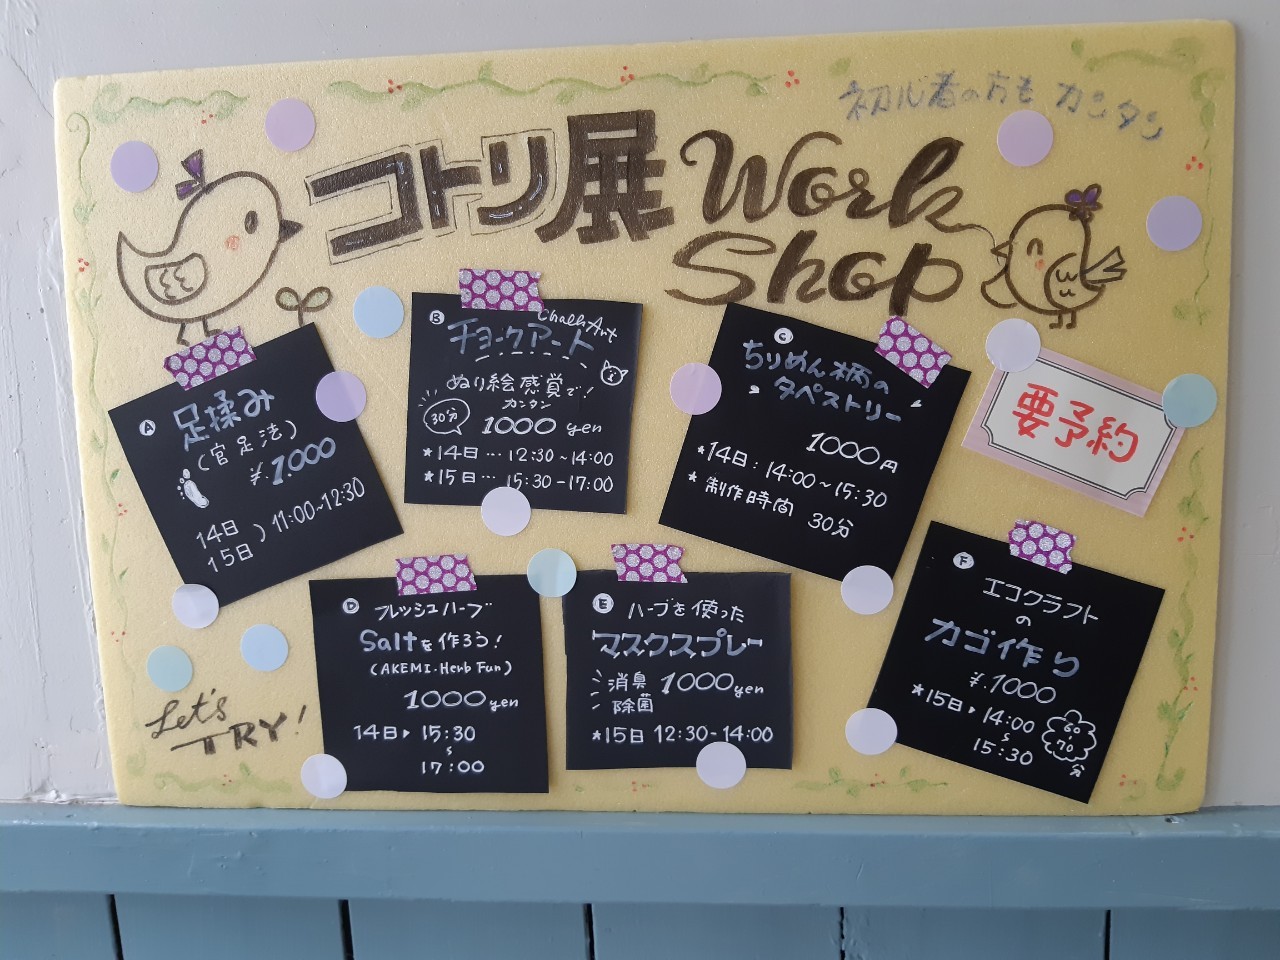 初心者の方も カンタン
コトリ展 Work
Shop
要予約
A 足揉み
(官足法)
¥.1.000
14日
15日 ) 11:00~12:30
B Chalk Art
チョークアート
ぬり絵感覚で!
カンタン
30分 1000 yen
*14日…12:30~14:00
*15日…15:30-17:00
C
ちりめん柄の
タペストリー
1000円
*14日:14:00~15:30
* 制作時間 30分
D フレッシュハーブ
Saltを作ろう!
(AKEMI・Herb Fun)
1000 yen
14日▶ 15:30
~
17:00
E ハーブを使った
マスクスプレー
消臭 1000yen
除菌
*15日 12:30-14:00
F エコクラフト
の
カゴ作り
¥.1000
*15日▶14:00
~
15:30
60~70分
Let's
TRY!